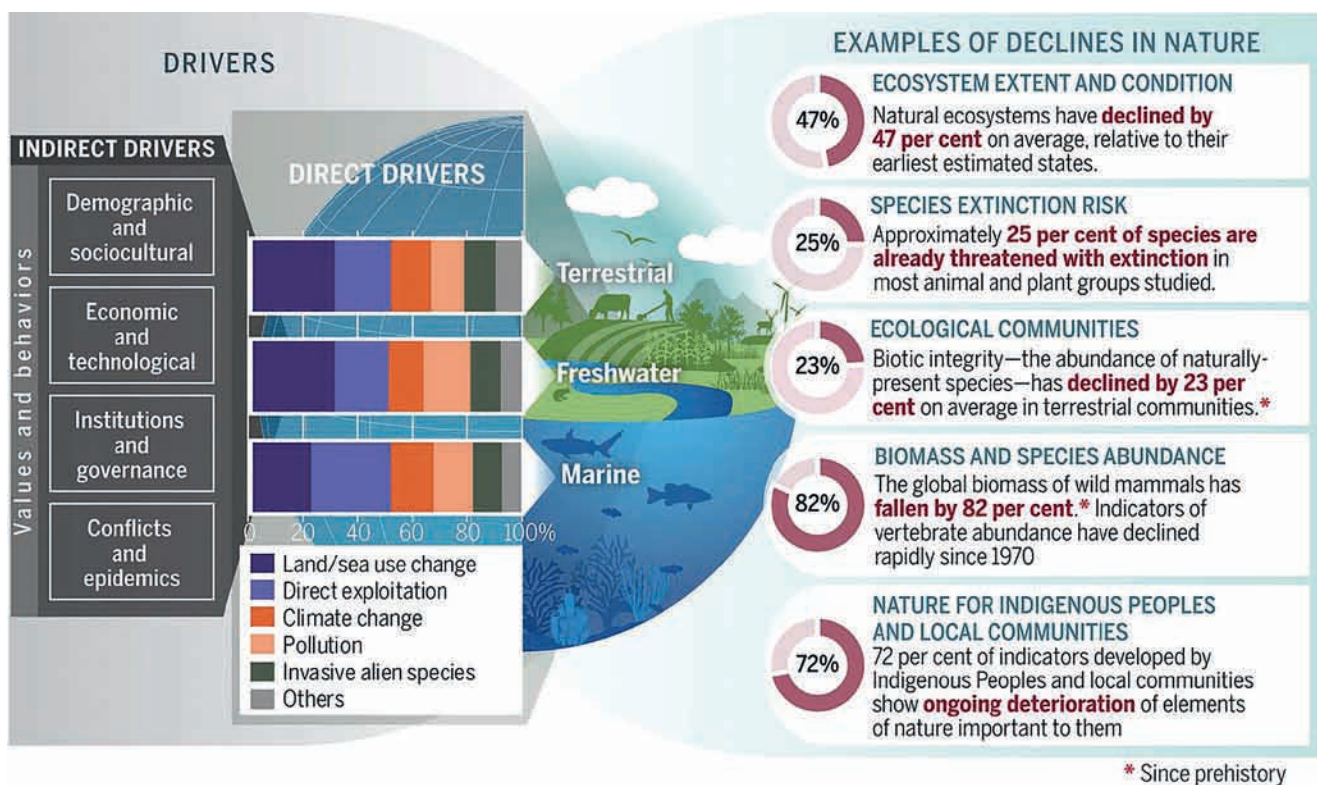 DRIVERS
INDIRECT DRIVERS
Values and behaviors
Demographic
and
sociocultural
Economic
and
technological
Institutions
and
governance
Conflicts
and
epidemics
DIRECT DRIVERS
Terrestrial
Freshwater
Marine
0 20 40 60 80 100%
Land/sea use change
Direct exploitation
Climate change
Pollution
Invasive alien species
Others
EXAMPLES OF DECLINES IN NATURE
47%
ECOSYSTEM EXTENT AND CONDITION
Natural ecosystems have declined by
47 per cent on average, relative to their
earliest estimated states.
25%
SPECIES EXTINCTION RISK
Approximately 25 per cent of species are
already threatened with extinction in
most animal and plant groups studied.
23%
ECOLOGICAL COMMUNITIES
Biotic integrity—the abundance of naturally-
present species—has declined by 23 per
cent on average in terrestrial communities.*
82%
BIOMASS AND SPECIES ABUNDANCE
The global biomass of wild mammals has
fallen by 82 per cent.* Indicators of
vertebrate abundance have declined
rapidly since 1970
72%
NATURE FOR INDIGENOUS PEOPLES
AND LOCAL COMMUNITIES
72 per cent of indicators developed by
Indigenous Peoples and local communities
show ongoing deterioration of elements
of nature important to them
* Since prehistory